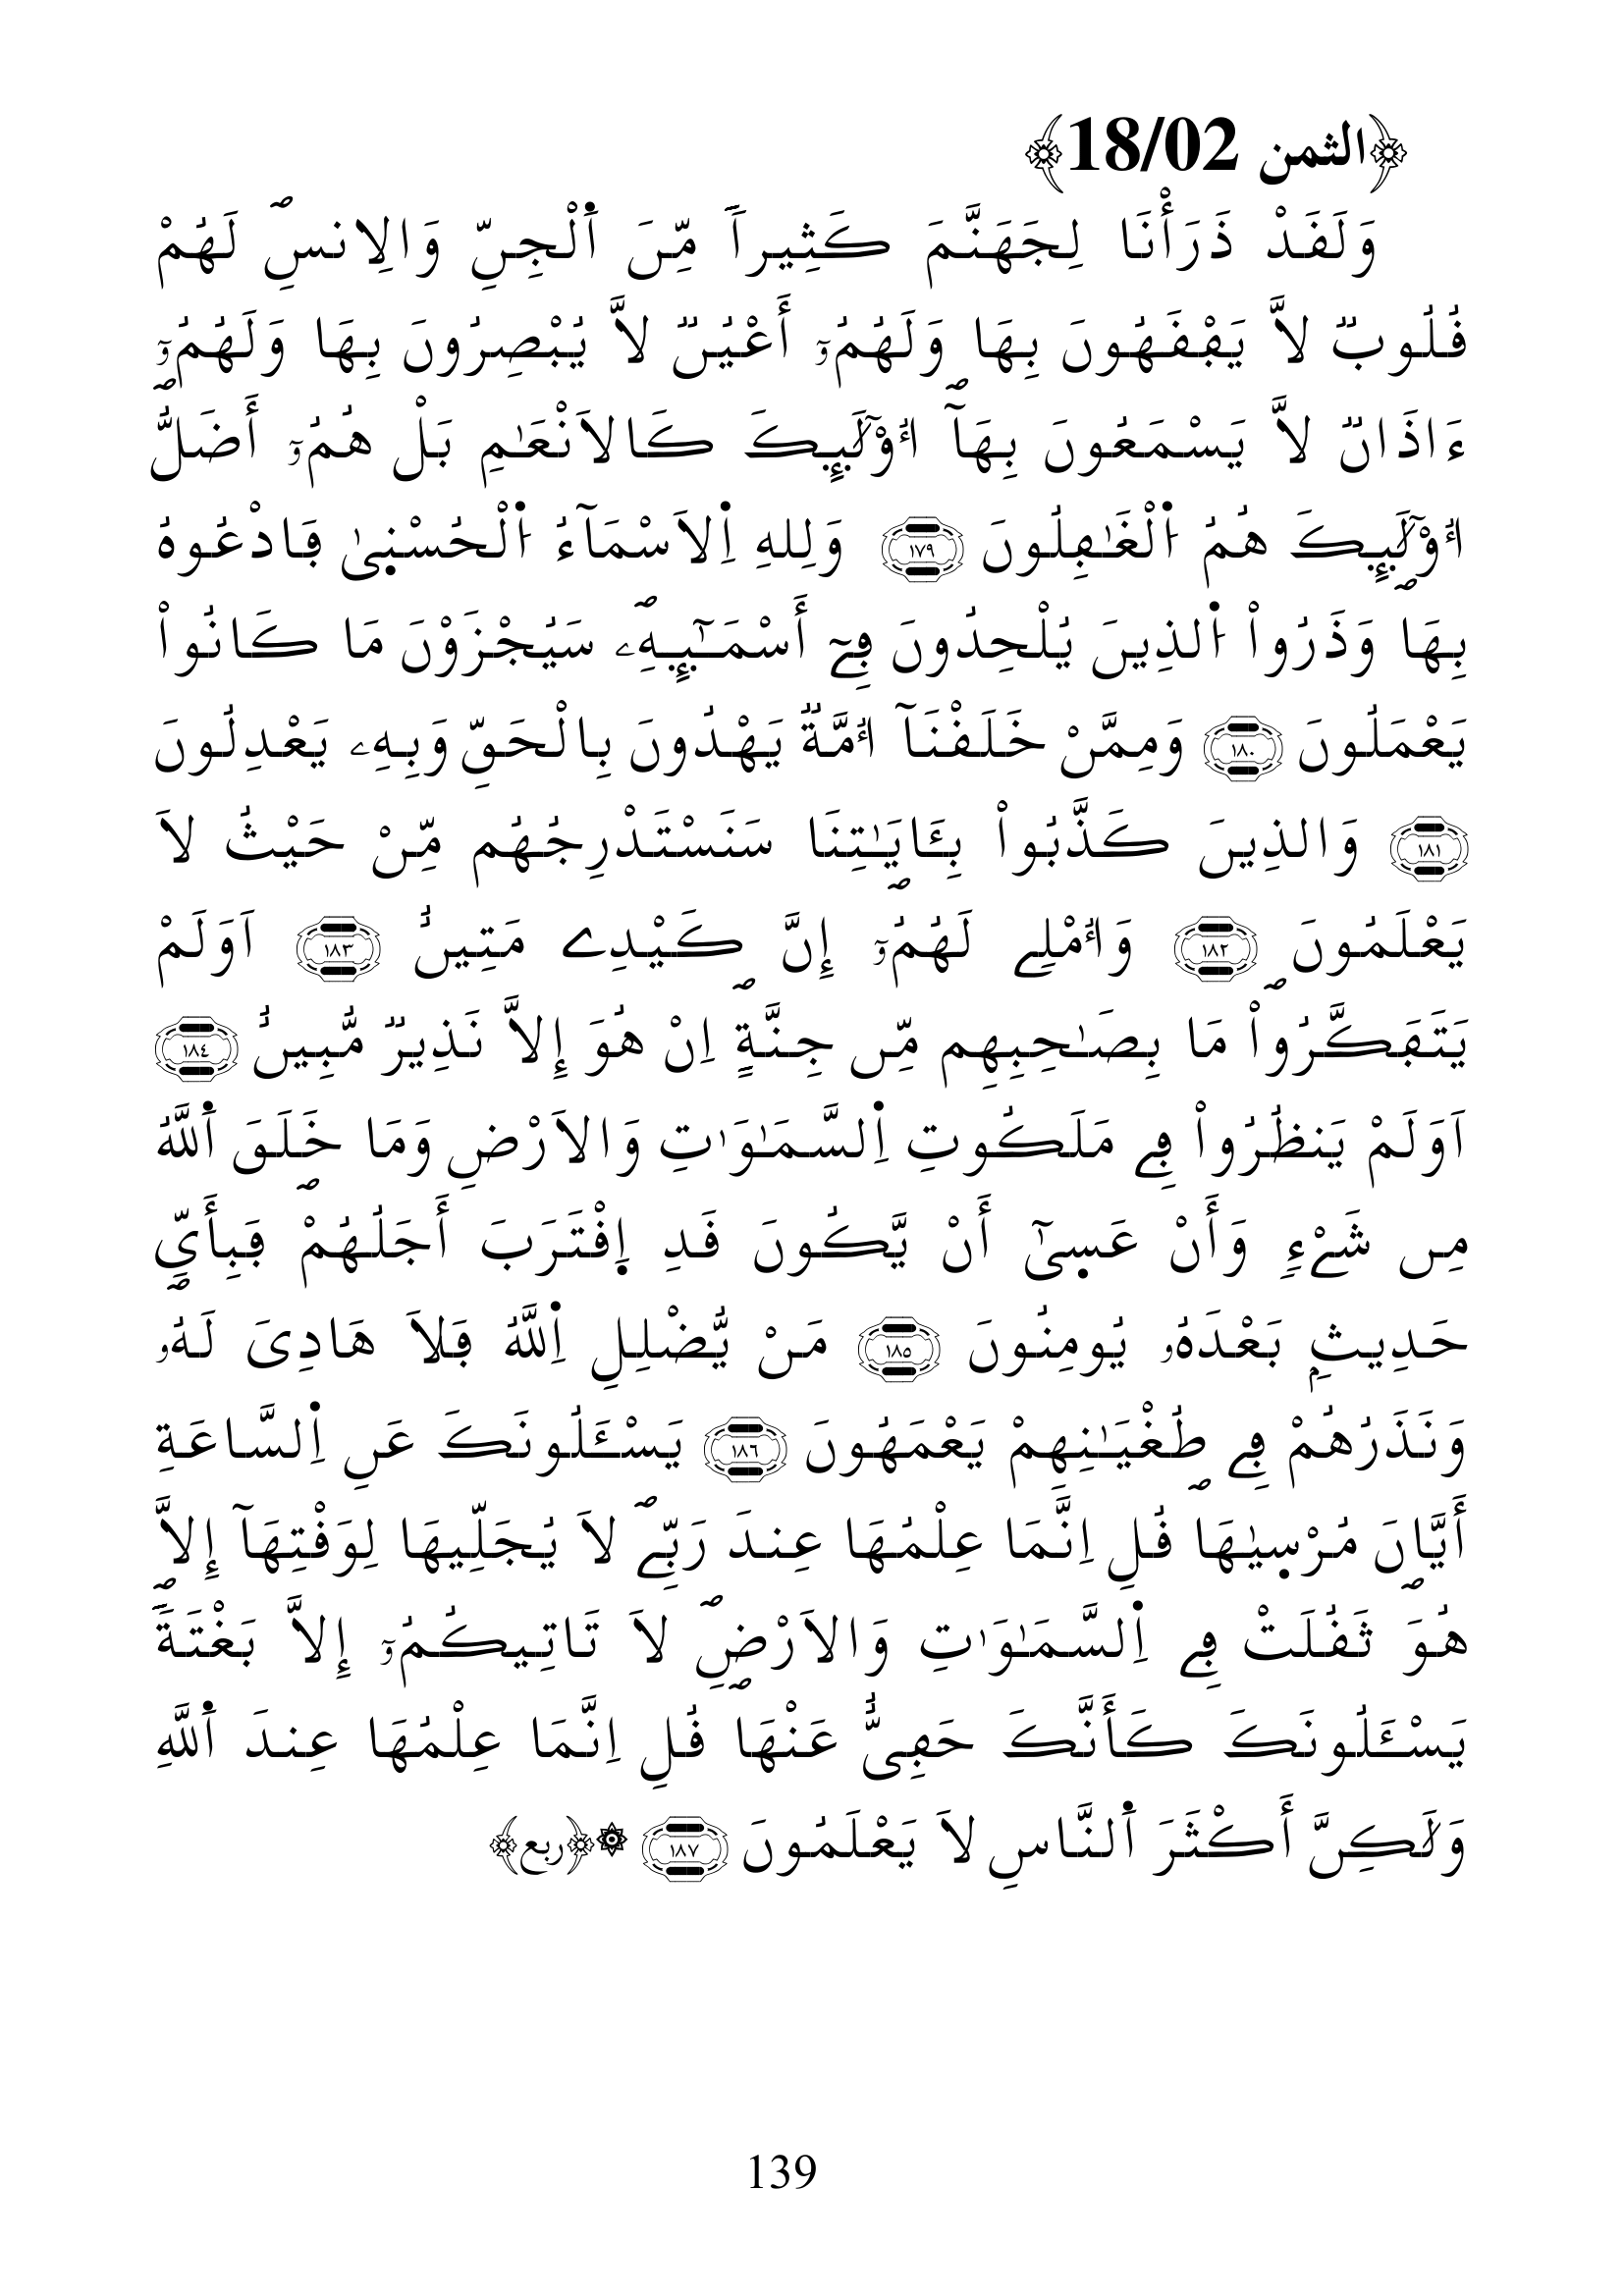 ﴿الثمن 18/02﴾
وَلَفَدْ ذَرَأْنَا لِجَهَنَّمَ كَثِيراٗ مِّنَ اَ۬لْجِنِّ وَالِانسِۖ لَهُمْ
فُلُوبٞ لاَّ يَفْفَهُونَ بِهَا وَلَهُمُۥٓ أَعْيُنٞ لاَّ يُبْصِرُونَ بِهَا وَلَهُمُۥٓ
ءَاذَانٞ لاَّ يَسْمَعُونَ بِهَآۖ أُوْلَٰٓئِكَ كَالاَنْعَٰمِ بَلْ هُمُۥٓ أَضَلُّۖ
أُوْلَٰٓئِكَ هُمُ اُ۬لْغَٰفِلُونَ ١٧٩ وَلِلهِ اِ۬لاَسْمَآءُ اُ۬لْحُسْنۭيٰ فَادْعُوهُ
بِهَاۖ وَذَرُواْ اُ۬لذِينَ يُلْحِدُونَ فِےٓ أَسْمَٰٓئِهِۦۖ سَيُجْزَوْنَ مَا كَانُواْ
يَعْمَلُونَ ١٨٠ وَمِمَّنْ خَلَفْنَآ أُمَّةٞ يَهْدُونَ بِالْحَقِّ وَبِهِۦ يَعْدِلُونَ
١٨١ وَالذِينَ كَذَّبُواْ بِـَٔايَٰتِنَا سَنَسْتَدْرِجُهُم مِّنْ حَيْثُ لاَ
يَعْلَمُونَۖ ١٨٢ وَأُمْلِے لَهُمُۥٓۖ إِنَّ كَيْدِے مَتِينٌ ١٨٣ اَوَلَمْ
يَتَفَكَّرُواْۖ مَا بِصَٰحِبِهِم مِّن جِنَّةٍۖ اِنْ هُوَ إِلاَّ نَذِيرٞ مُّبِينٌ ١٨٤
اَوَلَمْ يَنظُرُواْ فِے مَلَكُوتِ اِ۬لسَّمَٰوَٰتِ وَالاَرْضِ وَمَا خَلَقَ اَ۬للَّهُ
مِن شَےْءٖ وَأَنْ عَسۭيٰٓ أَنْ يَّكُونَ فَدِ اِ۪فْتَرَبَ أَجَلُهُمْۖ فَبِأَيِّ
حَدِيثِۢ بَعْدَهُۥ يُومِنُونَۖ ١٨٥ مَنْ يُّضْلِلِ اِ۬للَّهُ فَلاَ هَادِيَ لَهُۥ
وَنَذَرُهُمْ فِے طُغْيَٰنِهِمْ يَعْمَهُونَۖ ١٨٦ يَسْـَٔلُونَكَ عَنِ اِ۬لسَّاعَةِ
أَيَّانَ مُرْسۭيٰهَاۖ فُلِ اِنَّمَا عِلْمُهَا عِندَ رَبِّےۖ لاَ يُجَلِّيهَا لِوَفْتِهَآ إِلاَّ
هُوَۖ ثَفُلَتْ فِے اِ۬لسَّمَٰوَٰتِ وَالاَرْضِۖ لاَ تَاتِيكُمُۥٓ إِلاَّ بَغْتَةٗۖ
يَسْـَٔلُونَكَ كَأَنَّكَ حَفِيٌّ عَنْهَاۖ فُلِ اِنَّمَا عِلْمُهَا عِندَ اَ۬للَّهِ
وَلَٰكِنَّ أَكْثَرَ اَ۬لنَّاسِ لاَ يَعْلَمُونَ ١٨٧ ۞﴿ربع﴾
139